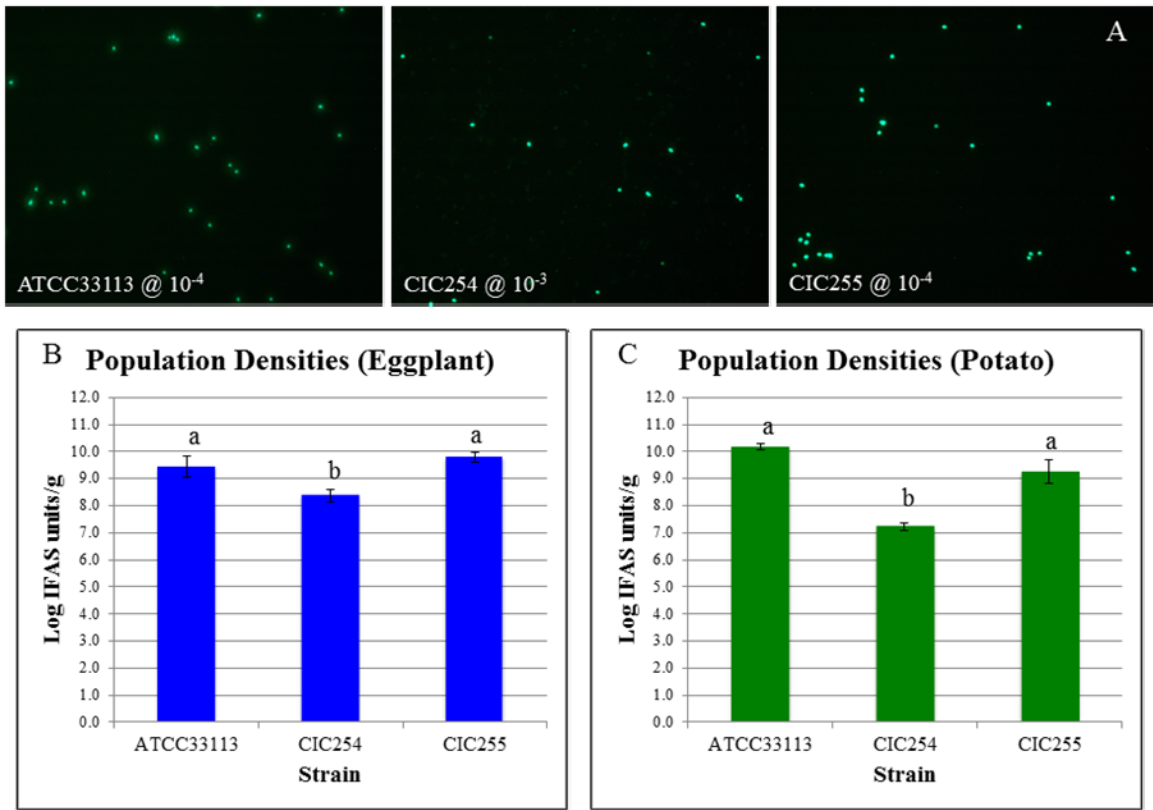 A
ATCC33113 @ 10⁻⁴
CIC254 @ 10⁻³
CIC255 @ 10⁻⁴
B
Population Densities (Eggplant)
Log IFAS units/g
12.0
11.0
10.0
9.0
8.0
7.0
6.0
5.0
4.0
3.0
2.0
1.0
0.0
a
b
a
ATCC33113
CIC254
CIC255
Strain
C
Population Densities (Potato)
Log IFAS units/g
12.0
11.0
10.0
9.0
8.0
7.0
6.0
5.0
4.0
3.0
2.0
1.0
0.0
a
b
a
ATCC33113
CIC254
CIC255
Strain